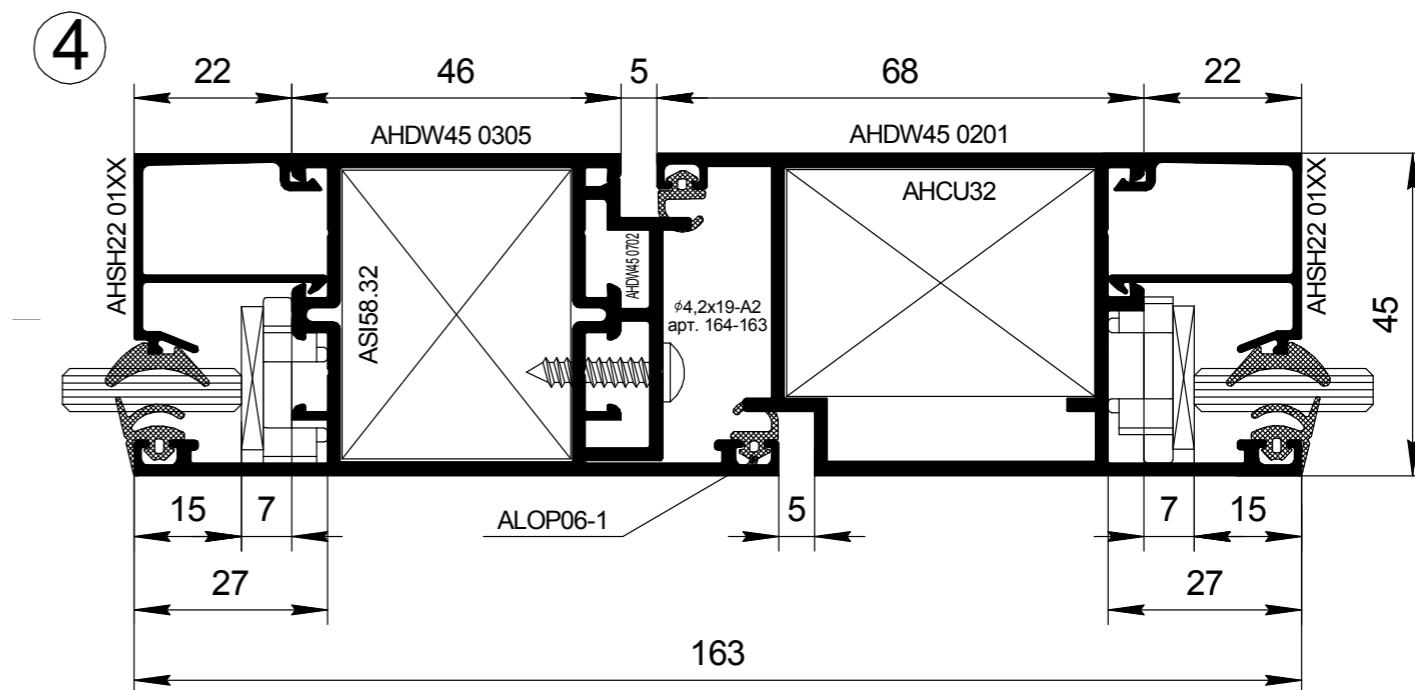 4
22
46
5
68
22
AHDW45 0305
AHDW45 0201
AHSH22 01XX
ASI58.32
AHDW45 0702
AHCU32
AHSH22 01XX
45
φ4,2x19-A2
арт. 164-163
15
7
ALOP06-1
5
7
15
27
27
163